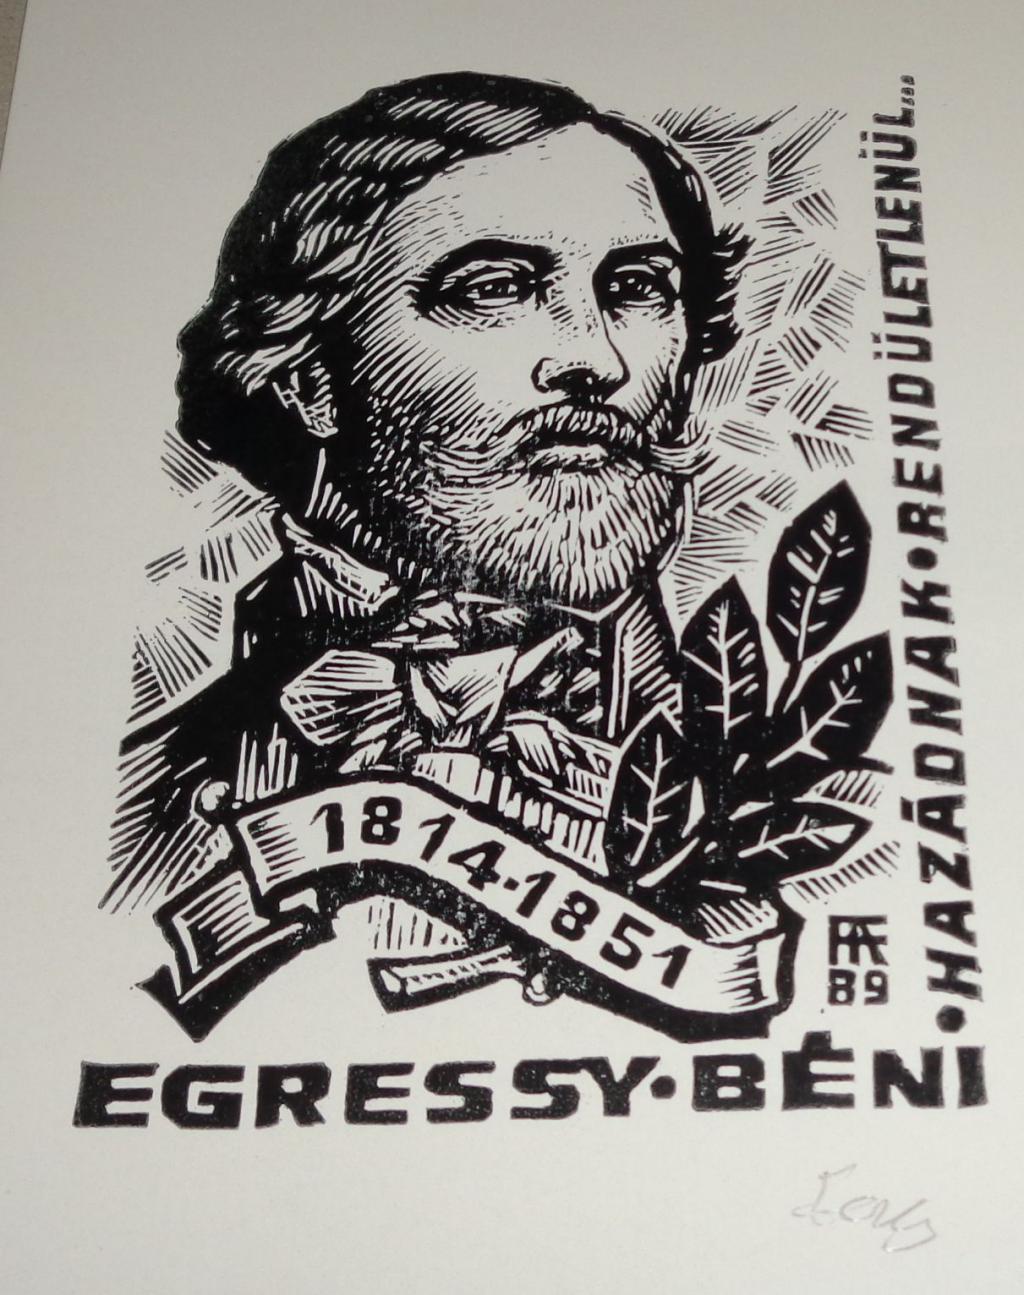 HAZÁDNAK•RENDÜLETLENÜL...
1814-1851
89
EGRESSY•BÉNI